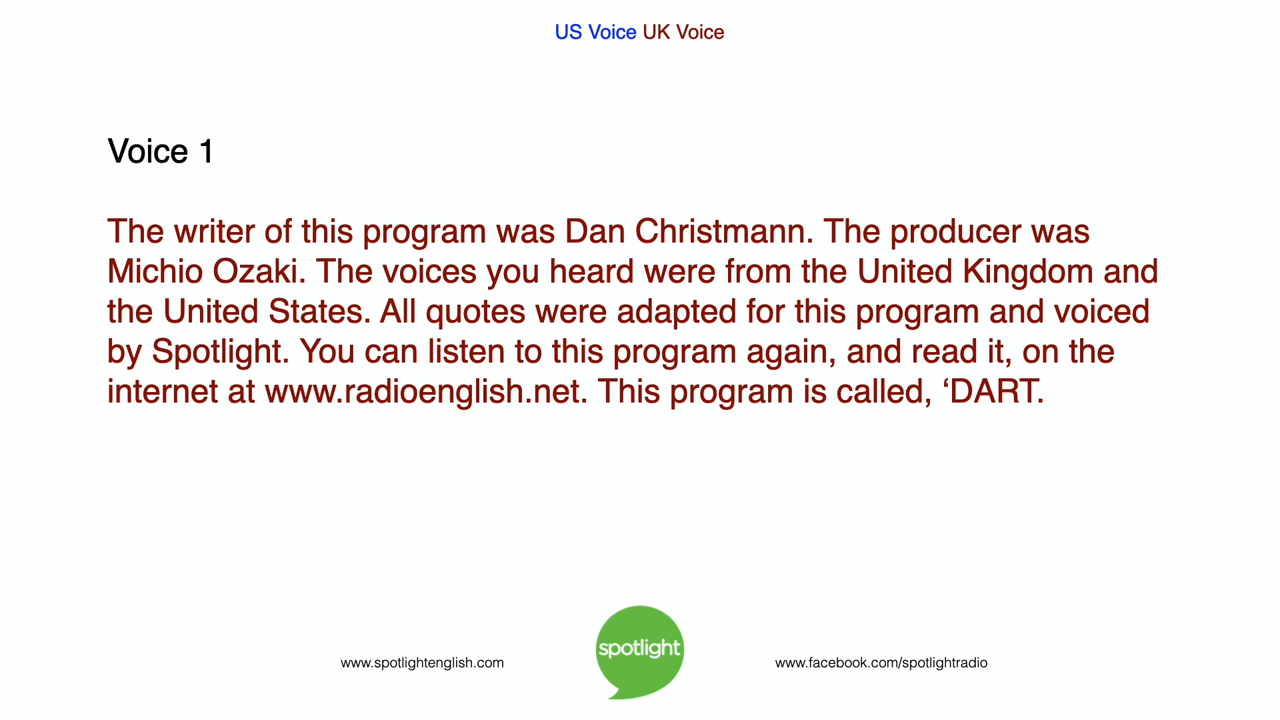 US Voice UK Voice
Voice 1
The writer of this program was Dan Christmann. The producer was
Michio Ozaki. The voices you heard were from the United Kingdom and
the United States. All quotes were adapted for this program and voiced
by Spotlight. You can listen to this program again, and read it, on the
internet at www.radioenglish.net. This program is called, ‘DART.
www.spotlightenglish.com
spotlight
www.facebook.com/spotlightradio